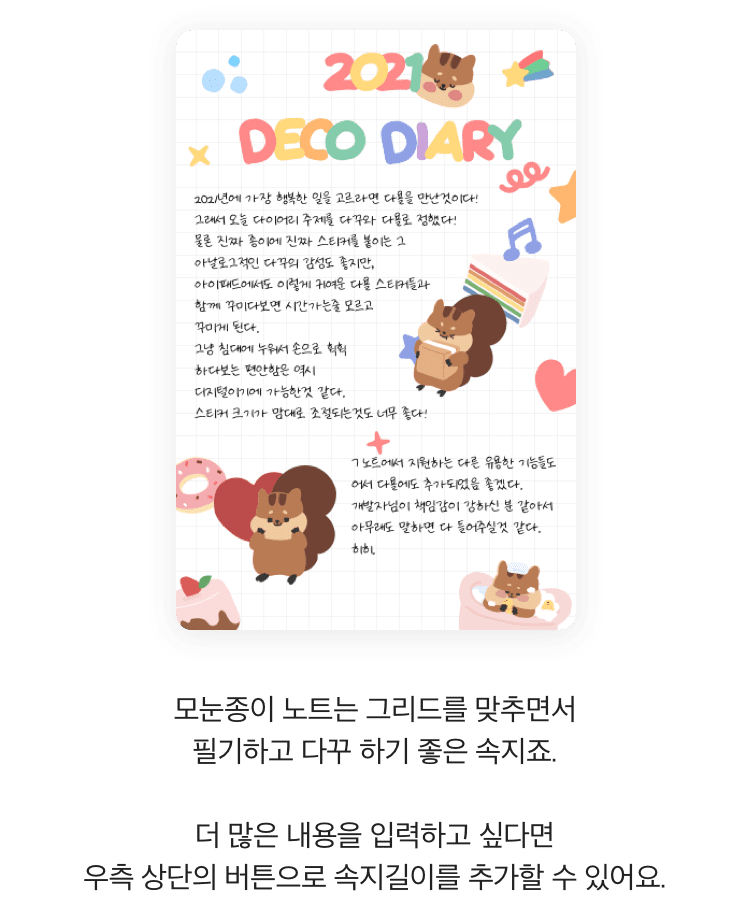 2021
DECO DIARY
2021년에 가장 행복한 일을 고르라면 다욜을 만난것이다!
그래서 오늘 다이어리 주제를 다꾸와 다욜로 정했다!
물론 진짜 종이에 진짜 스티커를 붙이는 그
아날로그적인 다꾸의 감성도 좋지만,
아이패드에서도 이렇게 귀여운 다욜 스티커들과
함께 꾸미다보면 시간가는줄 모르고
꾸미게 된다.
그냥 침대에 누워서 손으로 휙휙
하다보는 편안함은 역시
디지털이기에 가능한것 같다.
스티커 크기가 맘대로 조절되는것도 너무 좋다!
ㄱ노트에서 지원하는 다른 유용한 기능들도
어서 다욜에도 추가되었음 좋겠다.
개발자님이 책임감이 강하신 분 같아서
아무래도 말하면 다 들어주실것 같다.
히히.
모눈종이 노트는 그리드를 맞추면서
필기하고 다꾸 하기 좋은 속지죠.
더 많은 내용을 입력하고 싶다면
우측 상단의 버튼으로 속지길이를 추가할 수 있어요.